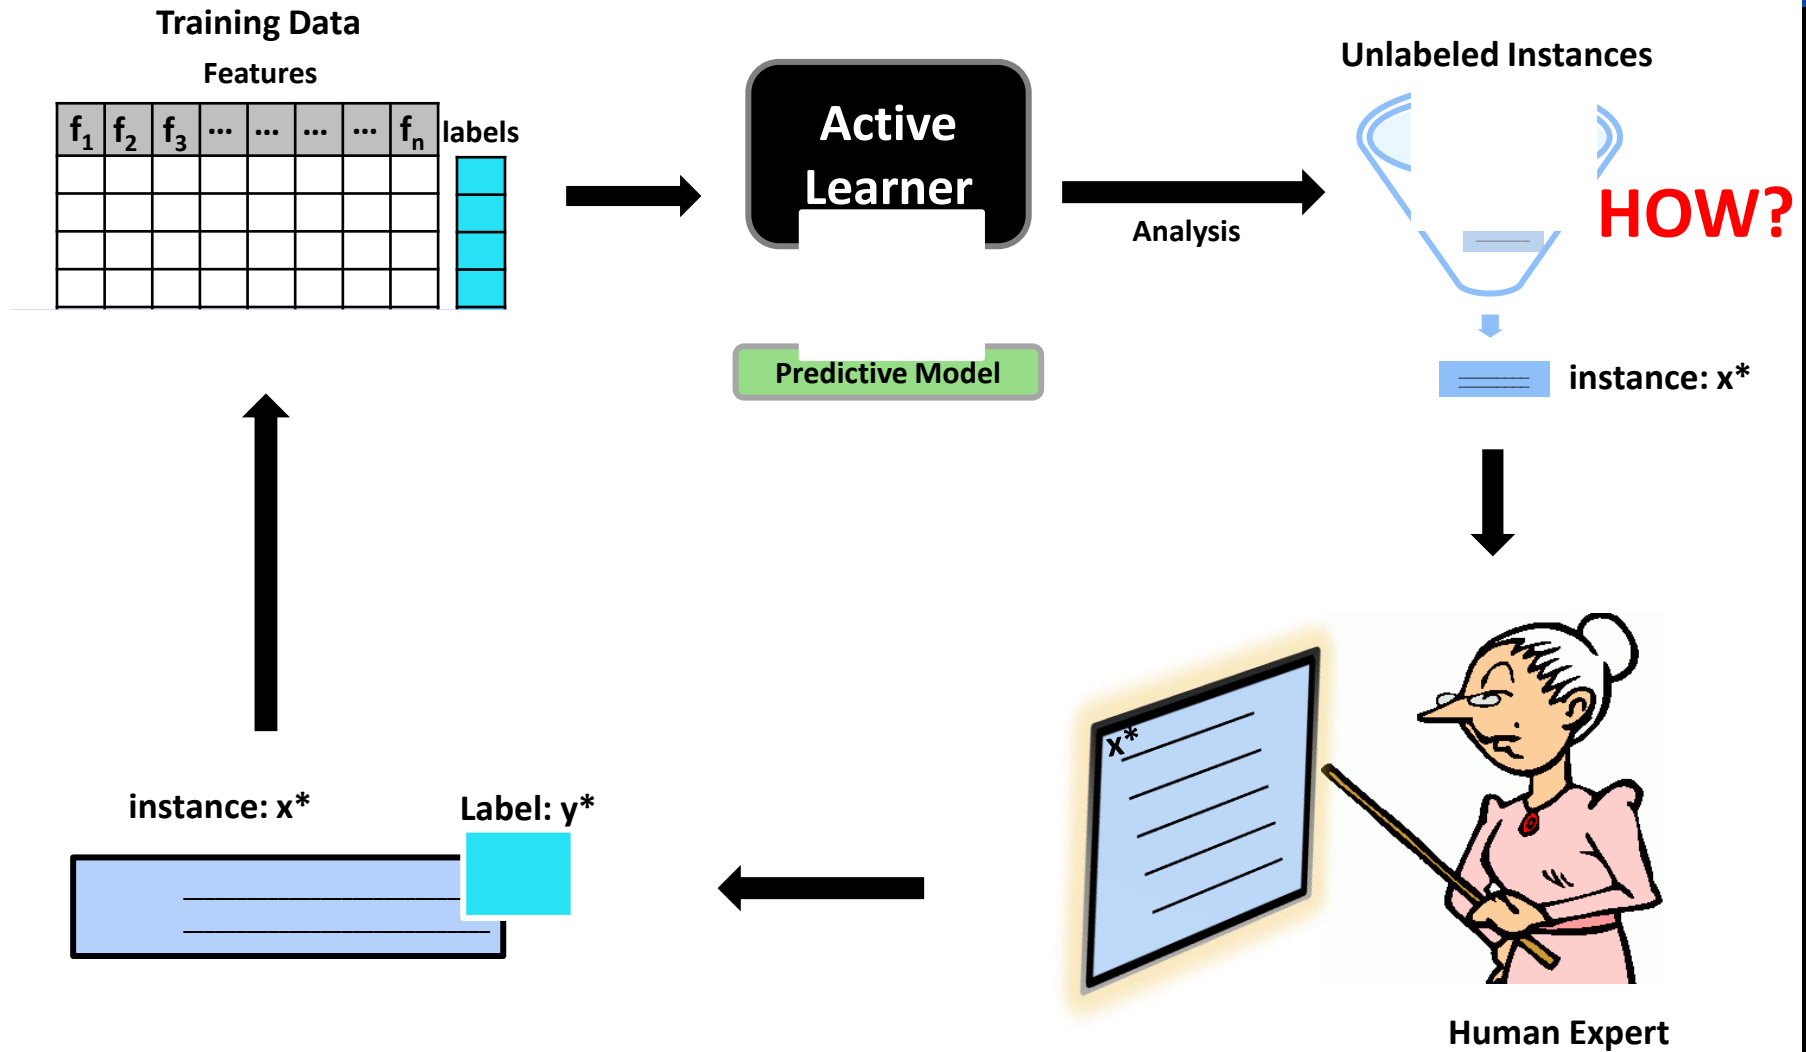 Training Data
Features
f1 f2 f3 ... ... ... ... fn labels
Active
Learner
Predictive Model
Analysis
Unlabeled Instances
HOW?
instance: x*
x*
Human Expert
instance: x* Label: y*